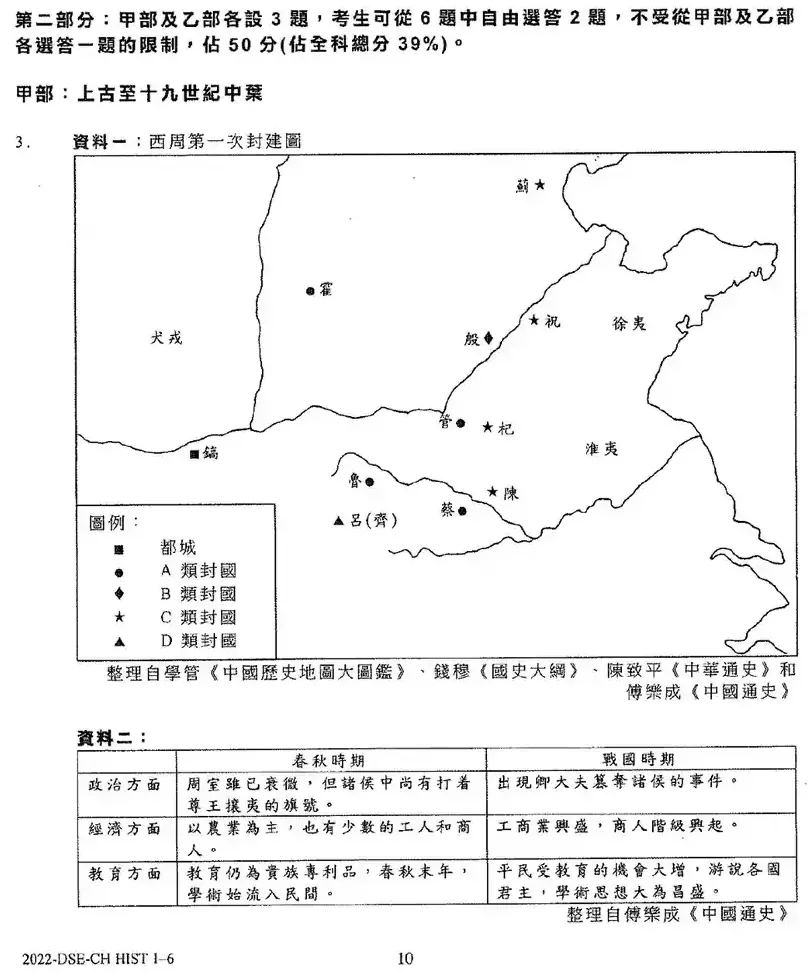 第二部分：甲部及乙部各設 3 題，考生可從 6 題中自由選答 2 題，不受從甲部及乙部
各選答一題的限制，佔 50 分(佔全科總分 39%)。
甲部：上古至十九世紀中葉
3. 資料一：西周第一次封建圖
薊★
●霍
犬戎
★祝
徐夷
殷♦
管●
★杞
■鎬
淮夷
魯●
★陳
▲呂(齊)
蔡●
圖例：
■ 都城
● A 類封國
♦ B 類封國
★ C 類封國
▲ D 類封國
整理自學管《中國歷史地圖大圖鑑》、錢穆《國史大綱》、陳致平《中華通史》和
傅樂成《中國通史》
資料二：
春秋時期 戰國時期
政治方面 周室雖已衰微，但諸侯中尚有打着 出現卿大夫篡奪諸侯的事件。
尊王攘夷的旗號。
經濟方面 以農業為主，也有少數的工人和商 工商業興盛，商人階級興起。
人。
教育方面 教育仍為貴族專利品，春秋末年， 平民受教育的機會大增，游說各國
學術始流入民間。 君主，學術思想大為昌盛。
整理自傅樂成《中國通史》
2022-DSE-CH HIST 1–6 10